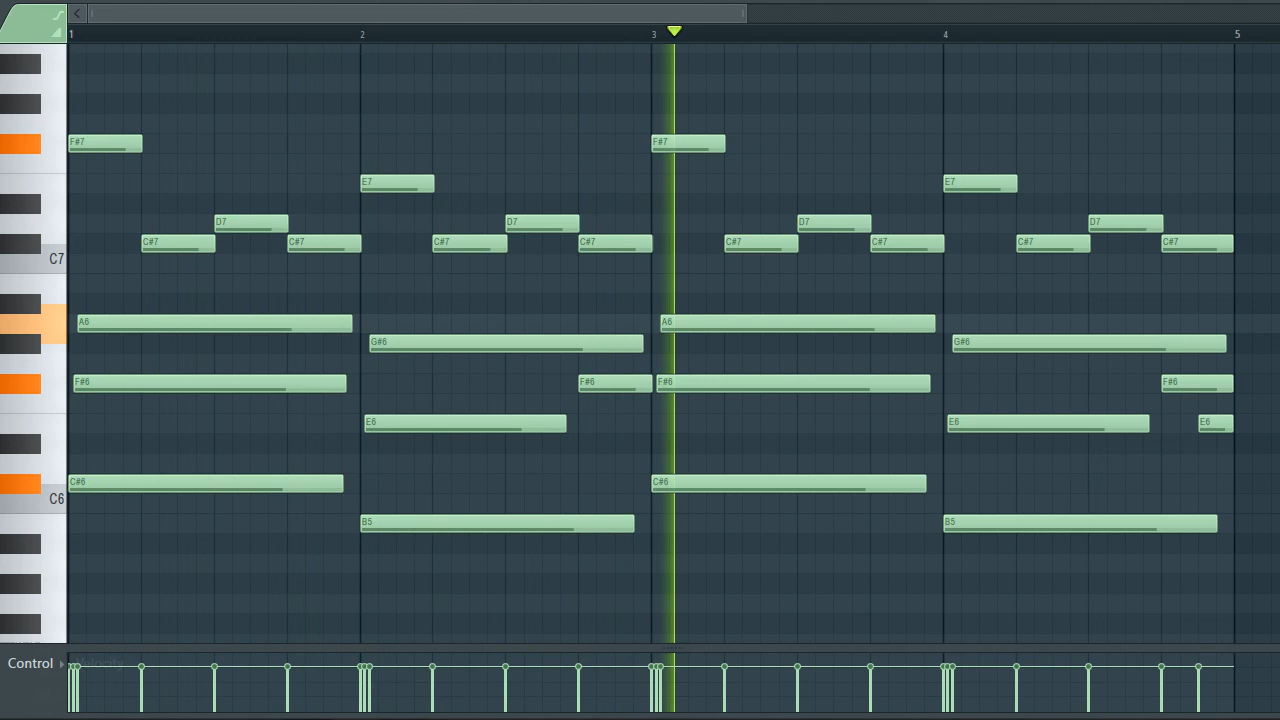 1 2 3 4 5
F#7 F#7
E7 E7
D7 D7 D7 D7
C#7 C#7 C#7 C#7 C#7 C#7 C#7 C#7
C7
A6 A6
G#6 G#6
F#6 F#6 F#6 F#6
E6 E6 E6
C#6 C#6
C6
B5 B5
Control Velocity